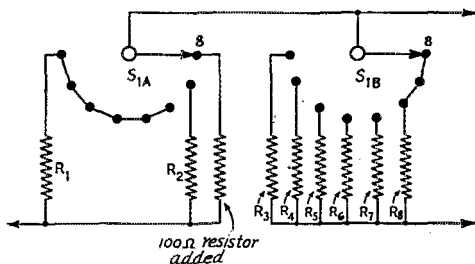 8
8
S1A
S1B
R1
R2
R3
R4
R5
R6
R7
R8
100Ω resistor
added